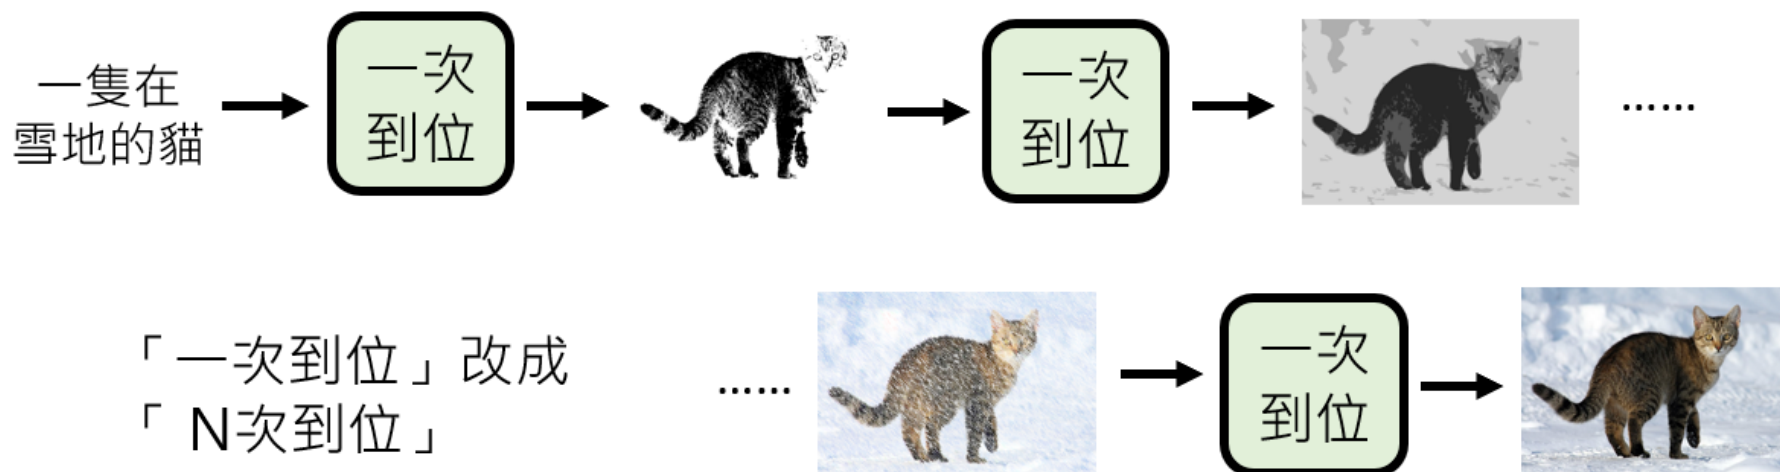 一隻在
雪地的貓
一次
到位
一次
到位
……
「一次到位」改成
「 N次到位」
……
一次
到位